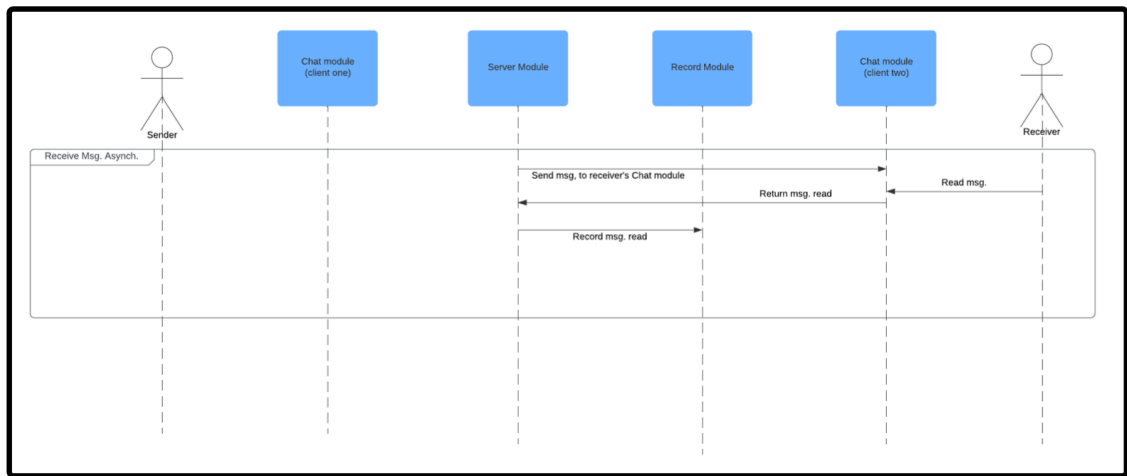 Chat module
(client one)
Server Module
Record Module
Chat module
(client two)
Sender
Receiver
Receive Msg. Asynch.
Send msg, to receiver's Chat module
Read msg.
Return msg. read
Record msg. read